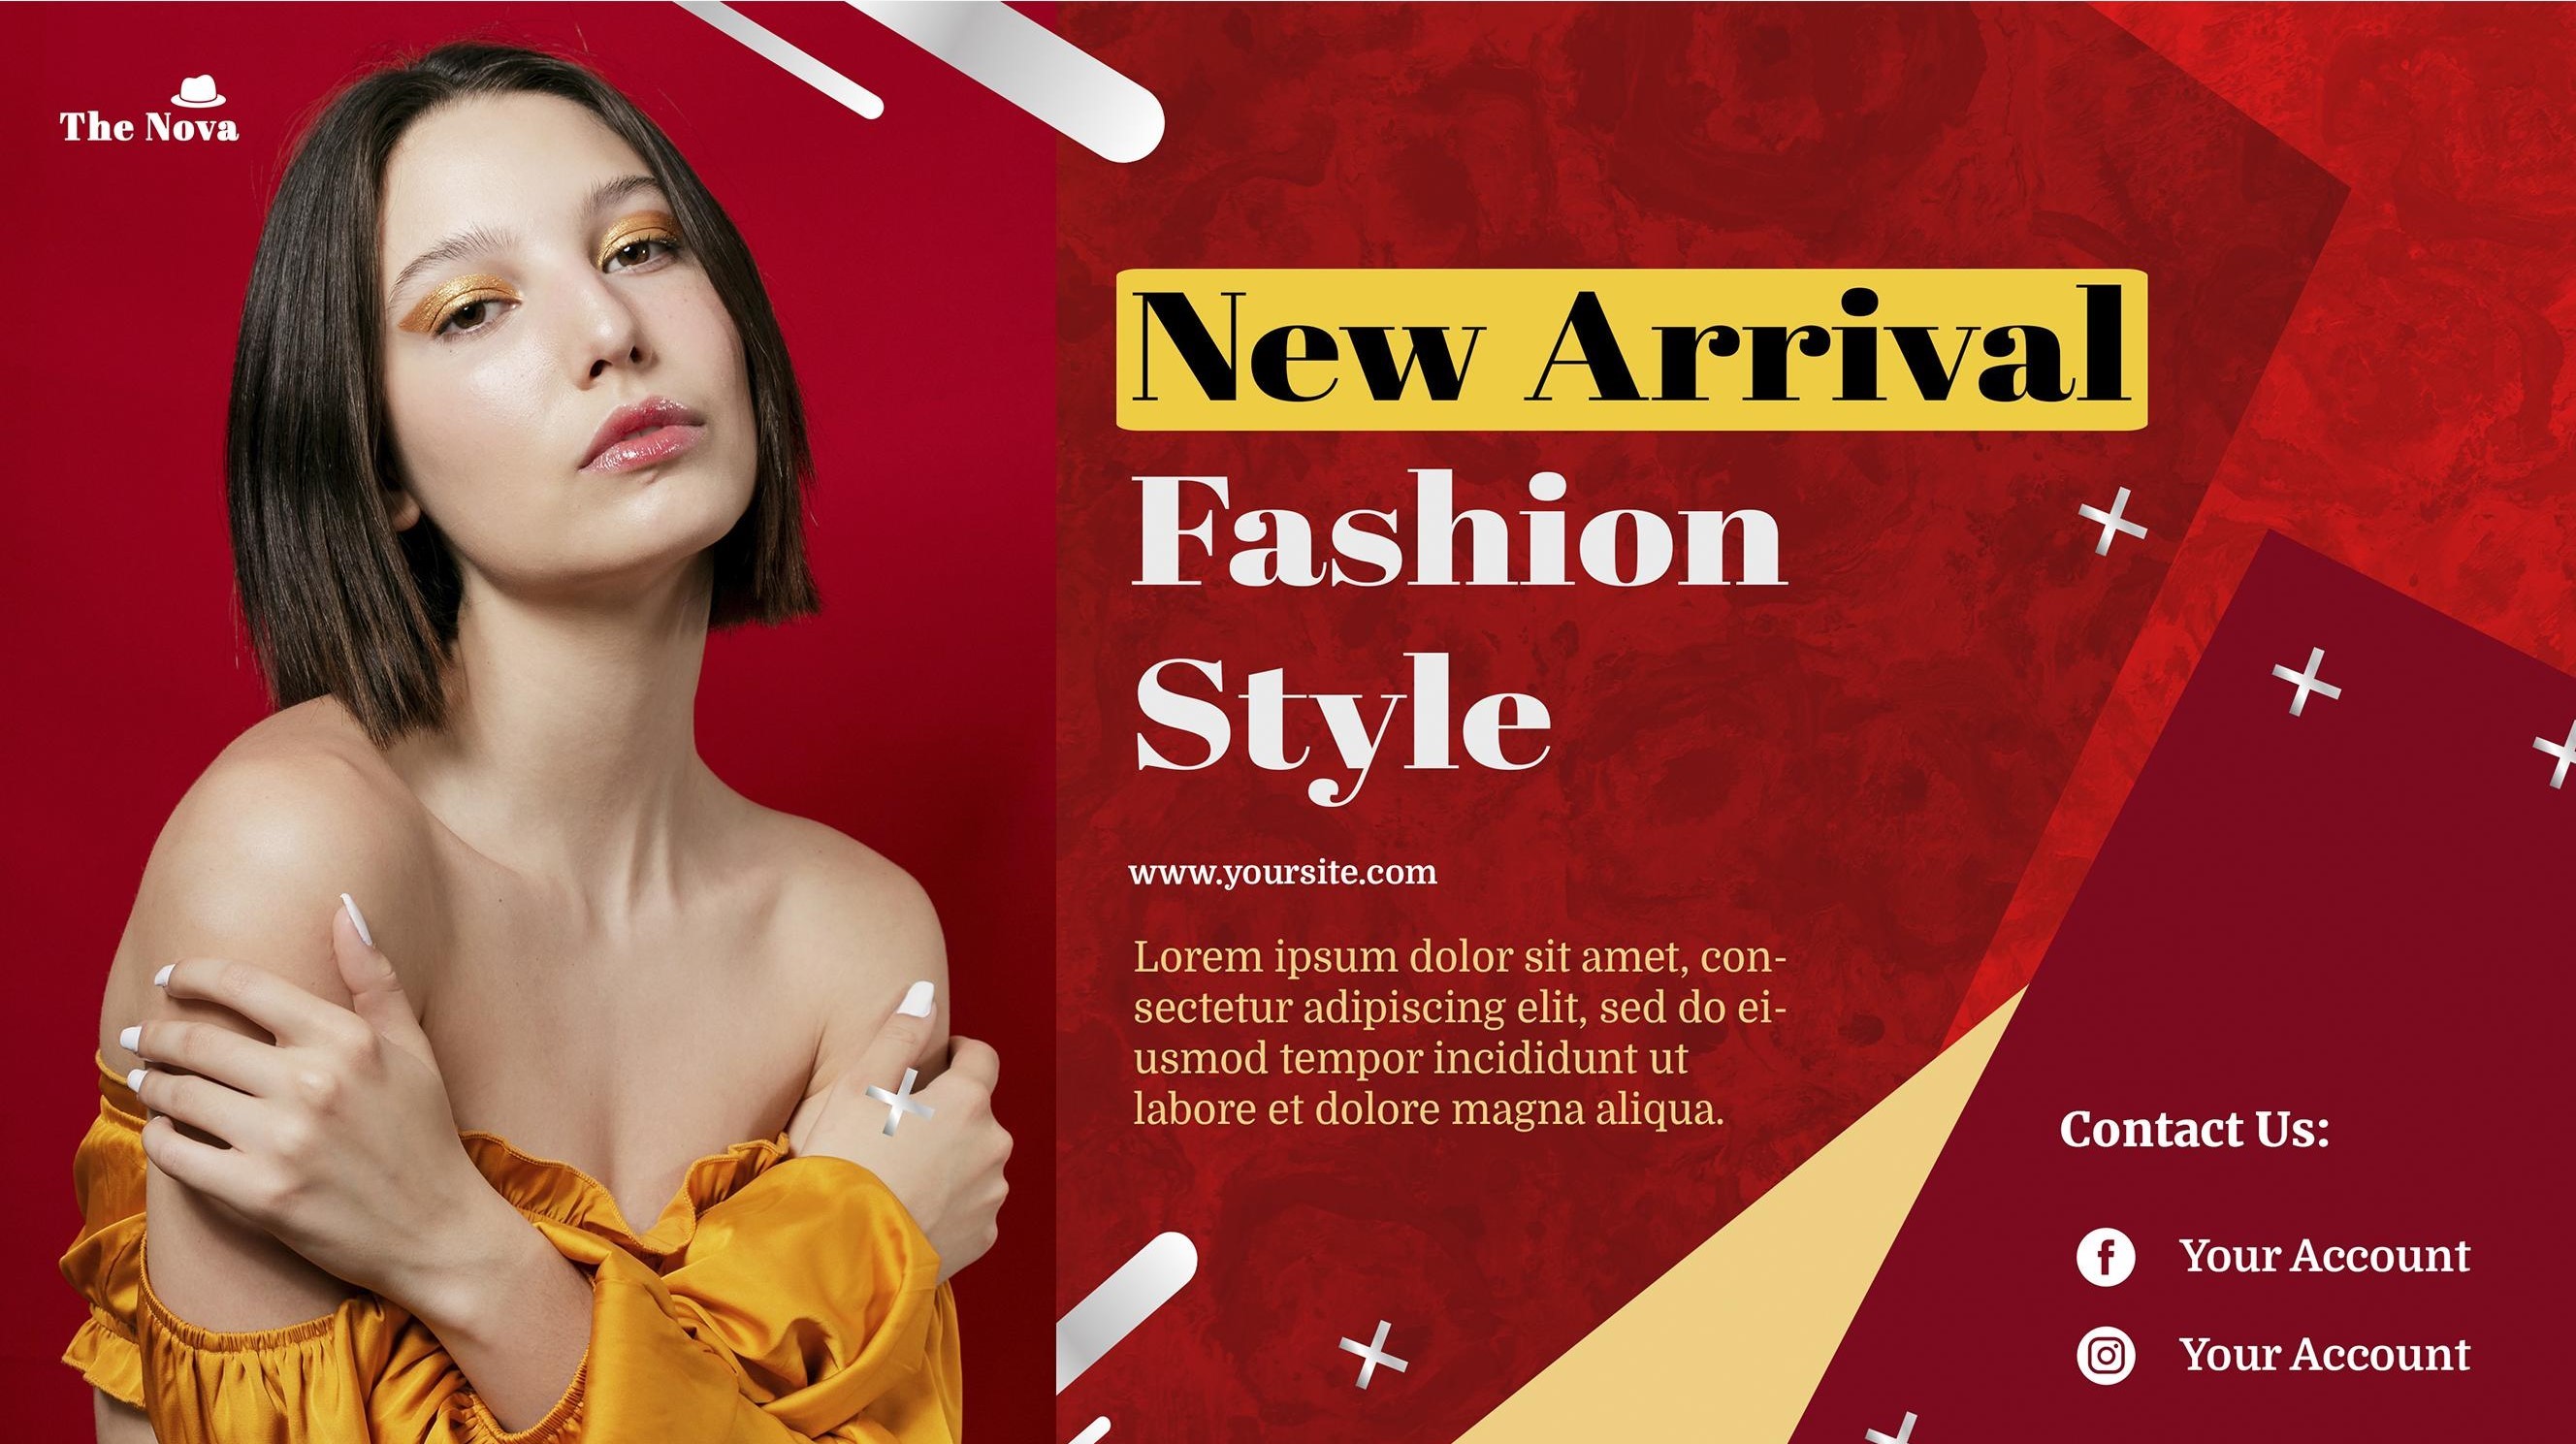 The Nova
New Arrival
Fashion
Style
www.yoursite.com
Lorem ipsum dolor sit amet, con-
sectetur adipiscing elit, sed do ei-
usmod tempor incididunt ut
labore et dolore magna aliqua.
Contact Us:
Your Account
Your Account